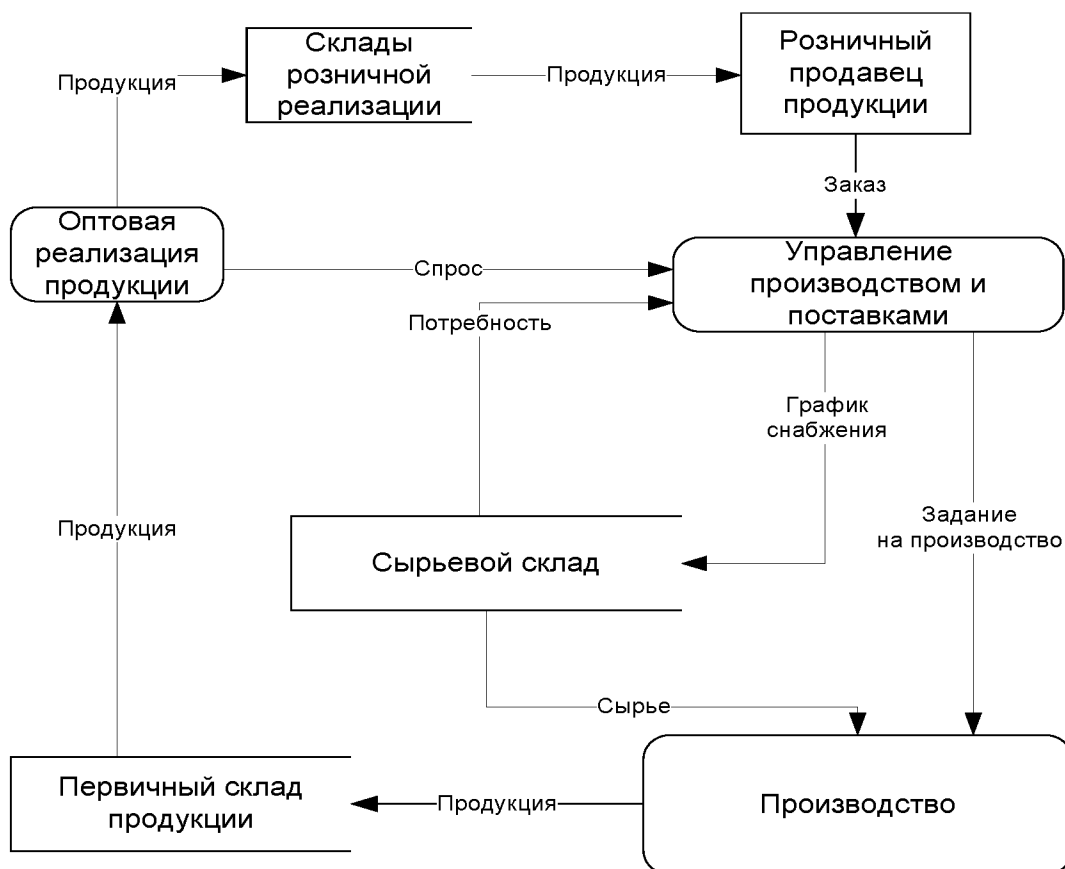 Склады
розничной
реализации
Розничный
продавец
продукции
Продукция
Продукция
Заказ
Оптовая
реализация
продукции
Спрос
Управление
производством и
поставками
Потребность
График
снабжения
Продукция
Сырьевой склад
Задание
на производство
Сырье
Первичный склад
продукции
Продукция
Производство